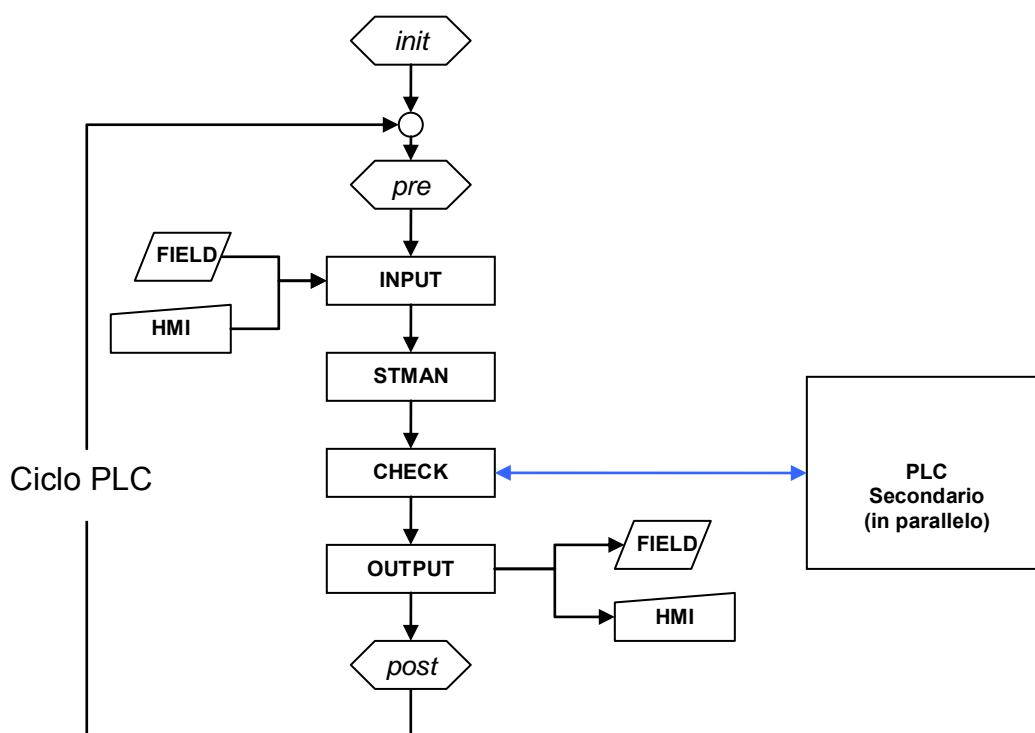 init
pre
FIELD
INPUT
HMI
STMAN
Ciclo PLC
CHECK
PLC
Secondario
(in parallelo)
FIELD
OUTPUT
HMI
post